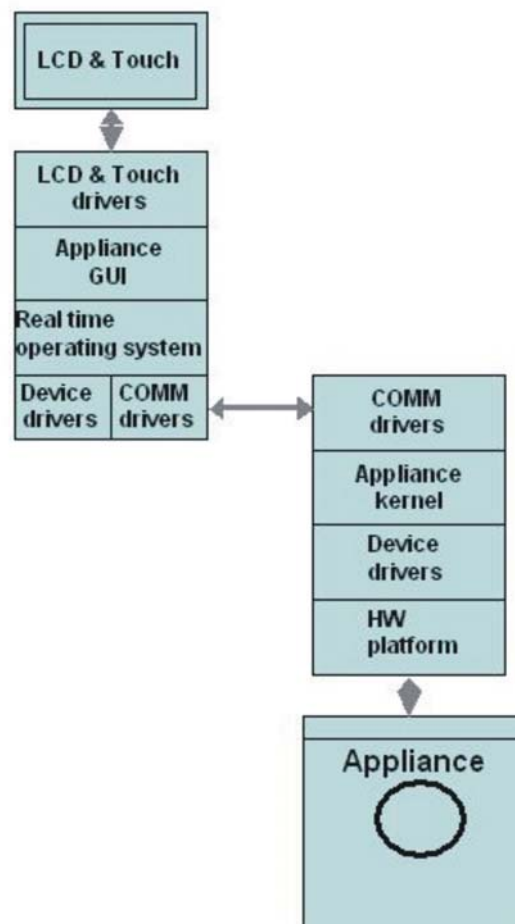 LCD & Touch
LCD & Touch
drivers
Appliance
GUI
Real time
operating system
Device
drivers
COMM
drivers
COMM
drivers
Appliance
kernel
Device
drivers
HW
platform
Appliance